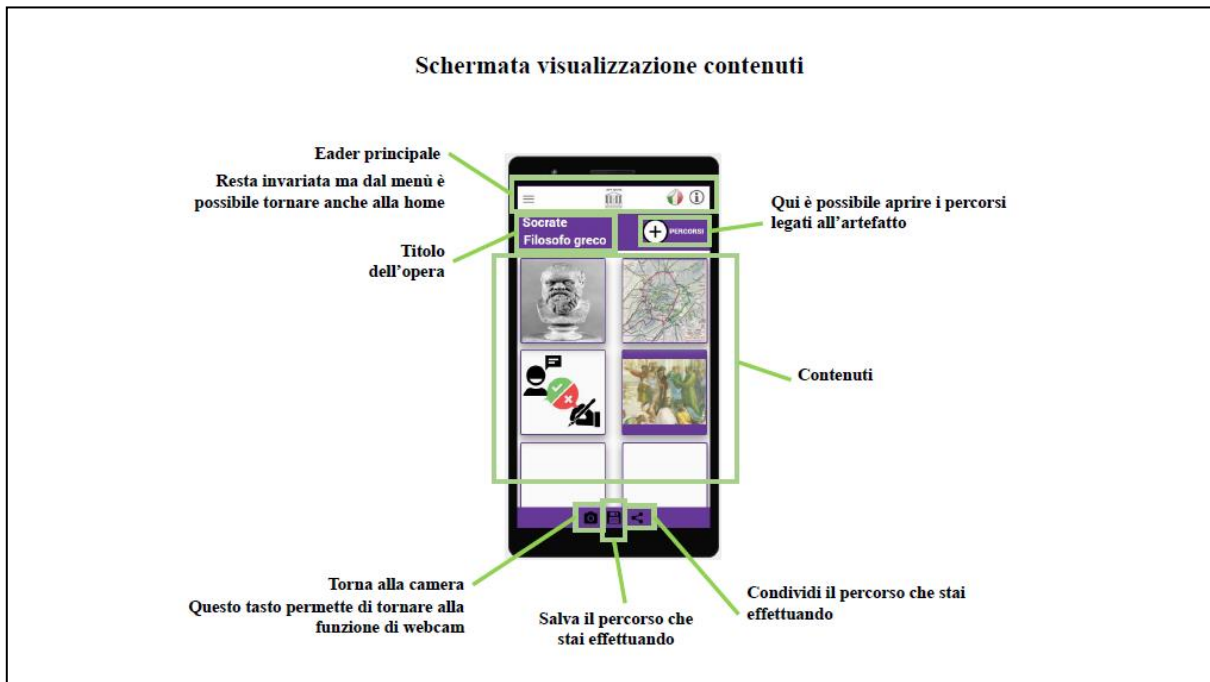 Schermata visualizzazione contenuti
Eader principale
Resta invariata ma dal menù è
possibile tornare anche alla home
Qui è possibile aprire i percorsi
legati all’artefatto
Titolo
dell’opera
Socrate
Filosofo greco
PERCORSI
Contenuti
Torna alla camera
Questo tasto permette di tornare alla
funzione di webcam
Salva il percorso che
stai effettuando
Condividi il percorso che stai
effettuando